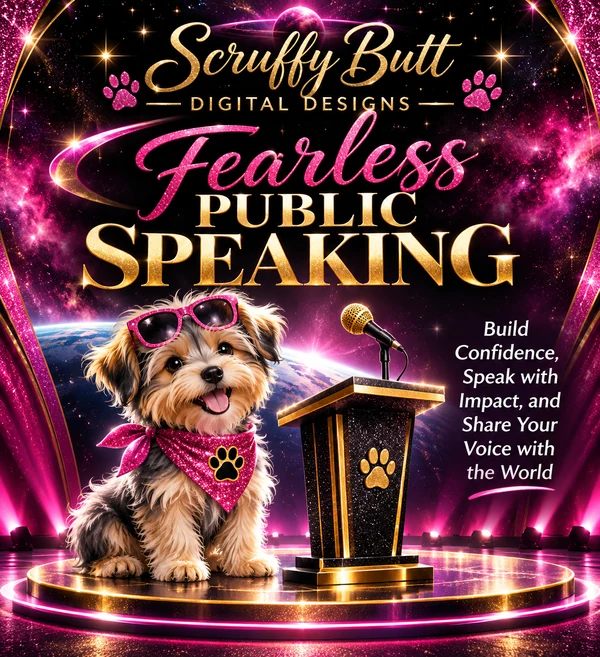 Scruffy Butt
DIGITAL DESIGNS
Fearless
PUBLIC
SPEAKING
Build
Confidence,
Speak with
Impact, and
Share Your
Voice with
the World